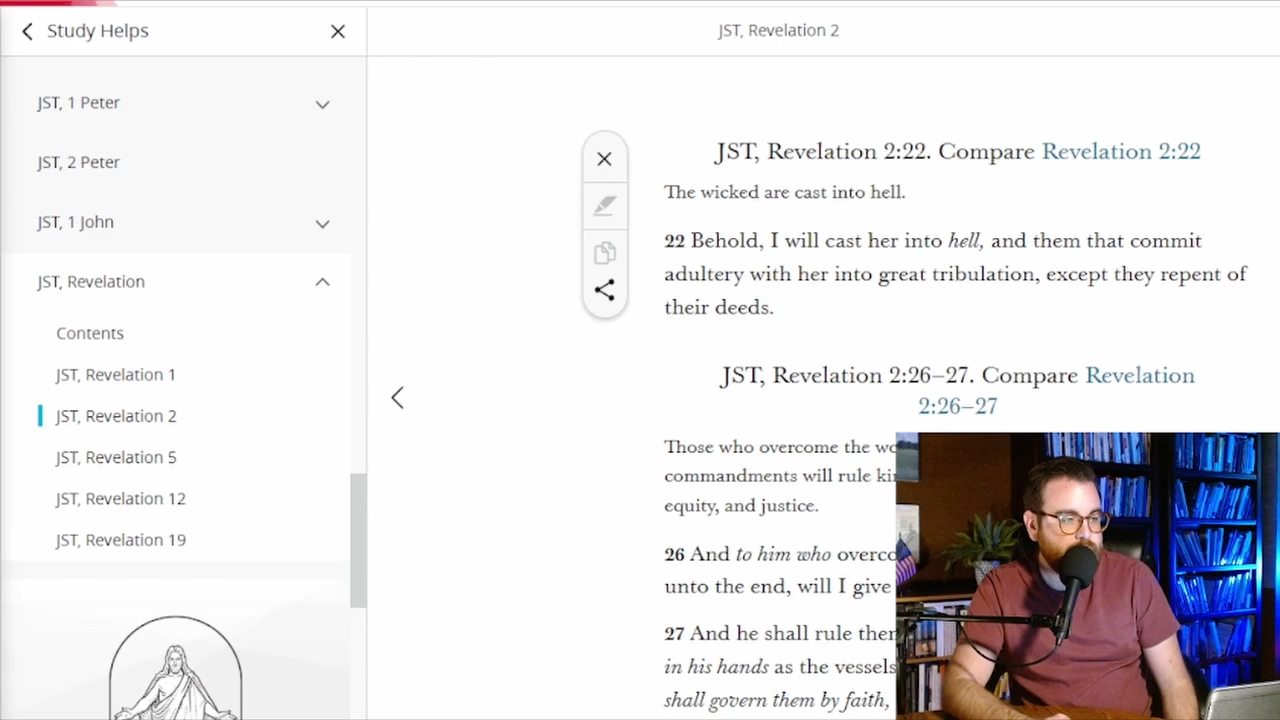 Study Helps
JST, Revelation 2
JST, 1 Peter
JST, 2 Peter
JST, 1 John
JST, Revelation
Contents
JST, Revelation 1
JST, Revelation 2
JST, Revelation 5
JST, Revelation 12
JST, Revelation 19
JST, Revelation 2:22. Compare Revelation 2:22
The wicked are cast into hell.
22 Behold, I will cast her into hell, and them that commit
adultery with her into great tribulation, except they repent of
their deeds.
JST, Revelation 2:26–27. Compare Revelation
2:26–27
Those who overcome the
commandments will rule
equity, and justice.
26 And to him who
unto the end, will I give
27 And he shall rule
in his hands as the vessels
shall govern them by faith,